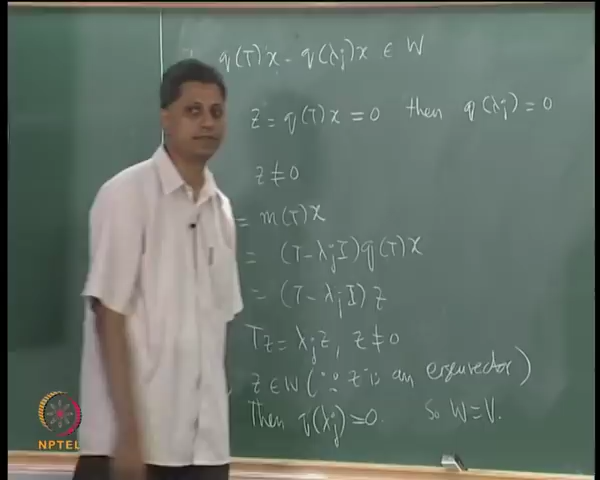 q(T)x - q(λj)x ∈ W
z = q(T)x = 0 then q(λj) = 0
z ≠ 0
= m(T)x
= (T - λjI)q(T)x
= (T - λjI)z
Tz = λjz, z ≠ 0
z ∈ W (∵ z is an eigenvector)
Then q(λj) = 0. So W = V.
NPTEL